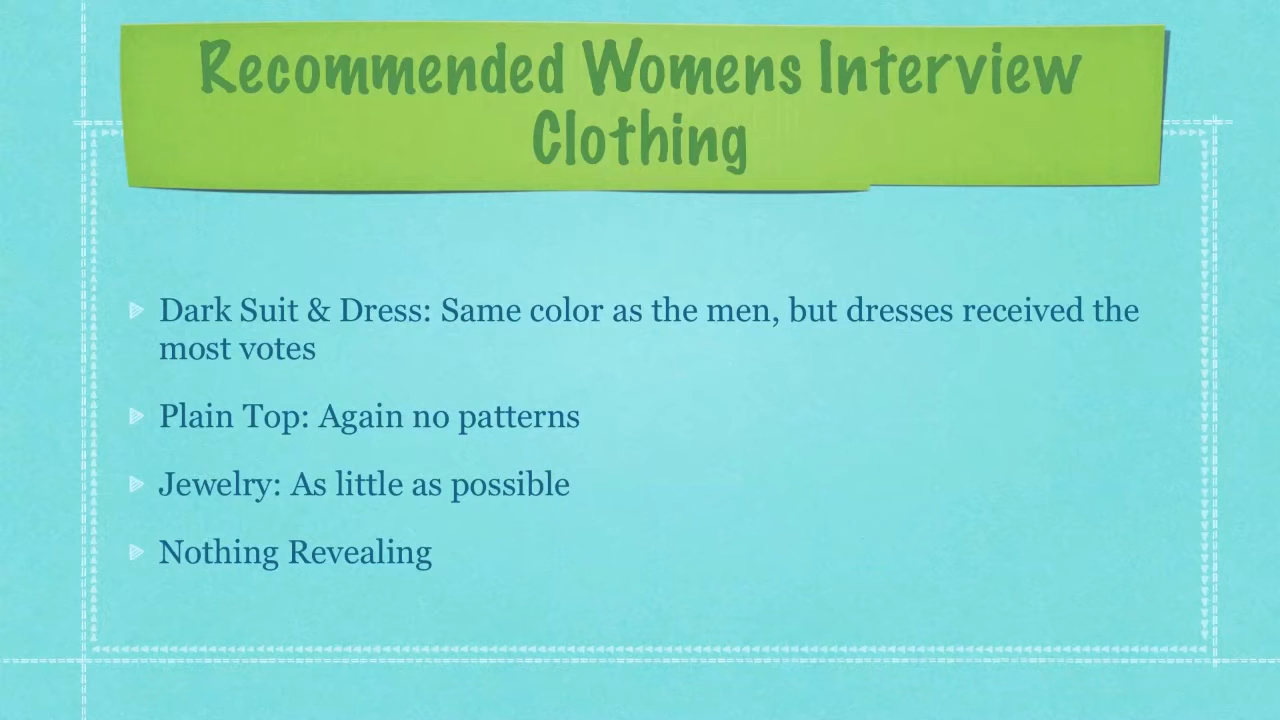 Recommended Womens Interview
Clothing
Dark Suit & Dress: Same color as the men, but dresses received the
most votes
Plain Top: Again no patterns
Jewelry: As little as possible
Nothing Revealing